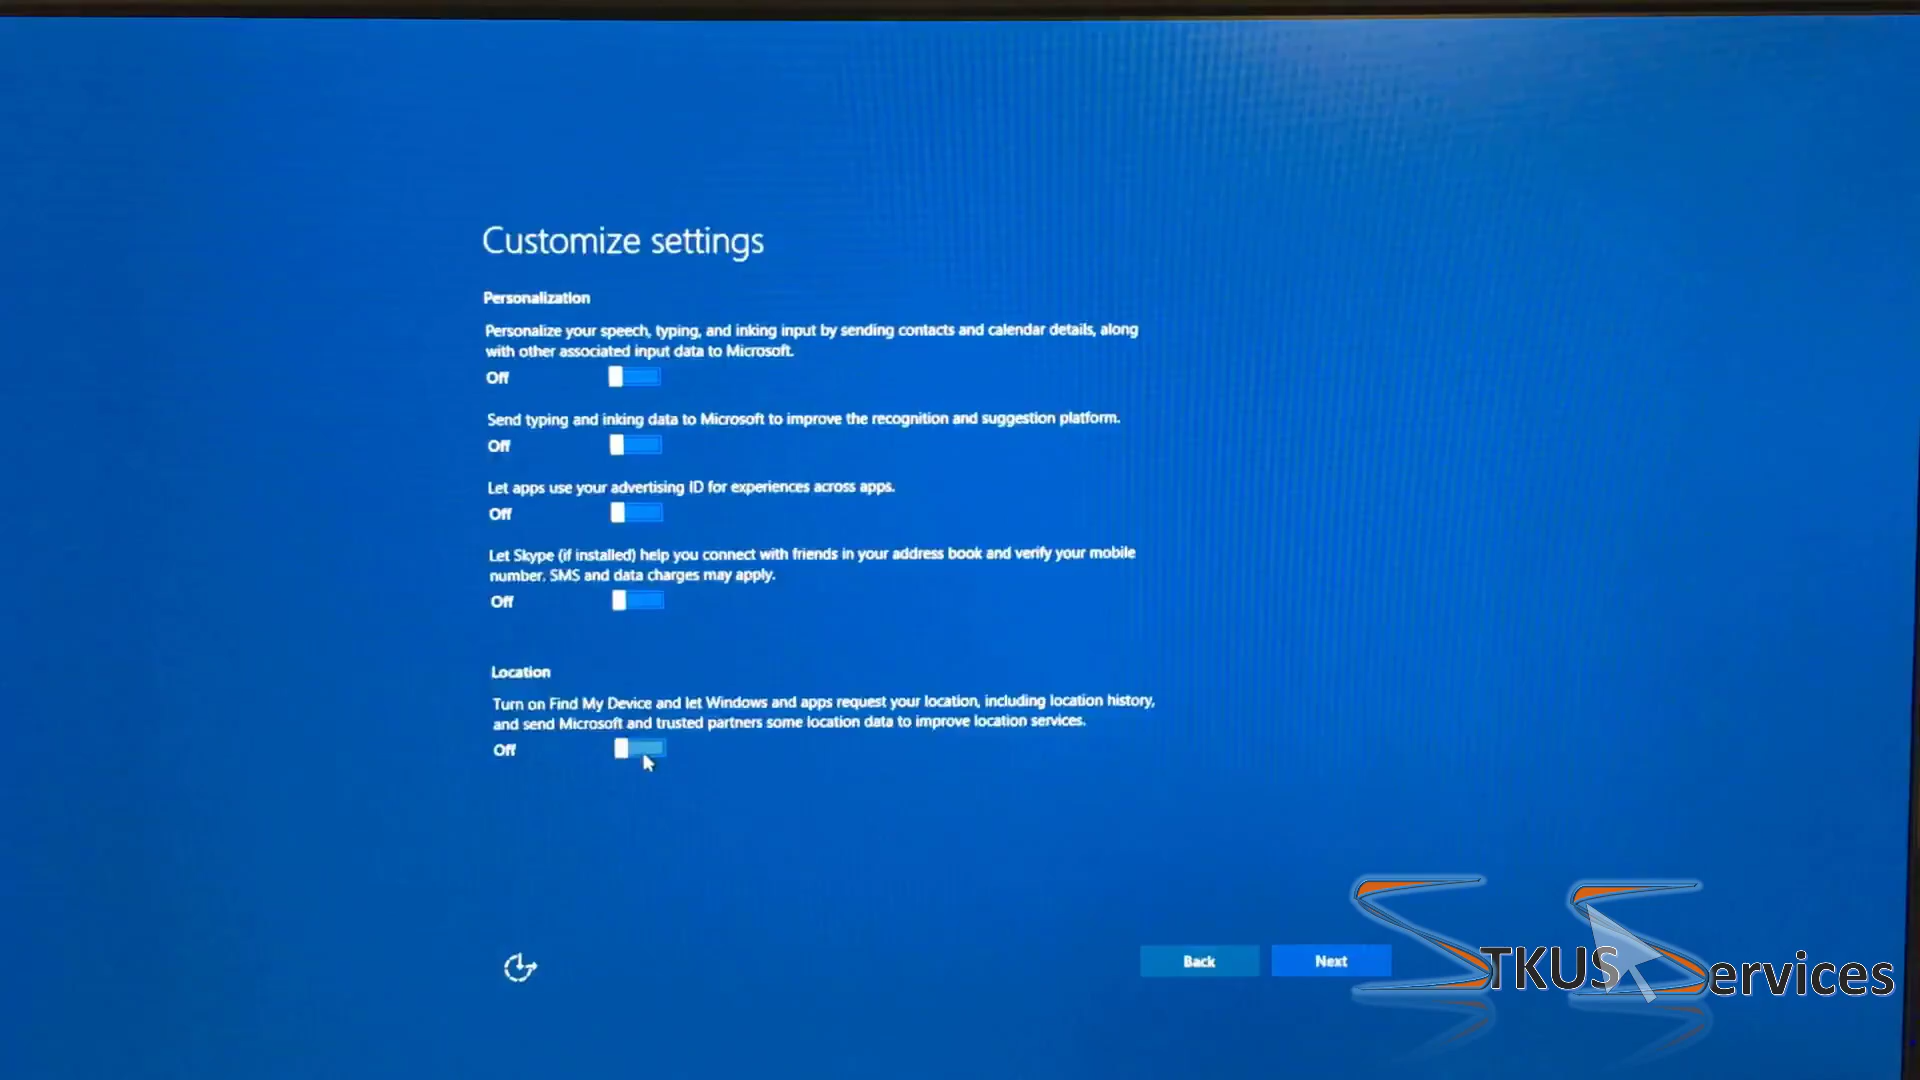 Customize settings
Personalization
Personalize your speech, typing, and inking input by sending contacts and calendar details, along
with other associated input data to Microsoft.
Off
Send typing and inking data to Microsoft to improve the recognition and suggestion platform.
Off
Let apps use your advertising ID for experiences across apps.
Off
Let Skype (if installed) help you connect with friends in your address book and verify your mobile
number. SMS and data charges may apply.
Off
Location
Turn on Find My Device and let Windows and apps request your location, including location history,
and send Microsoft and trusted partners some location data to improve location services.
Off
Back Next
STKUS Services